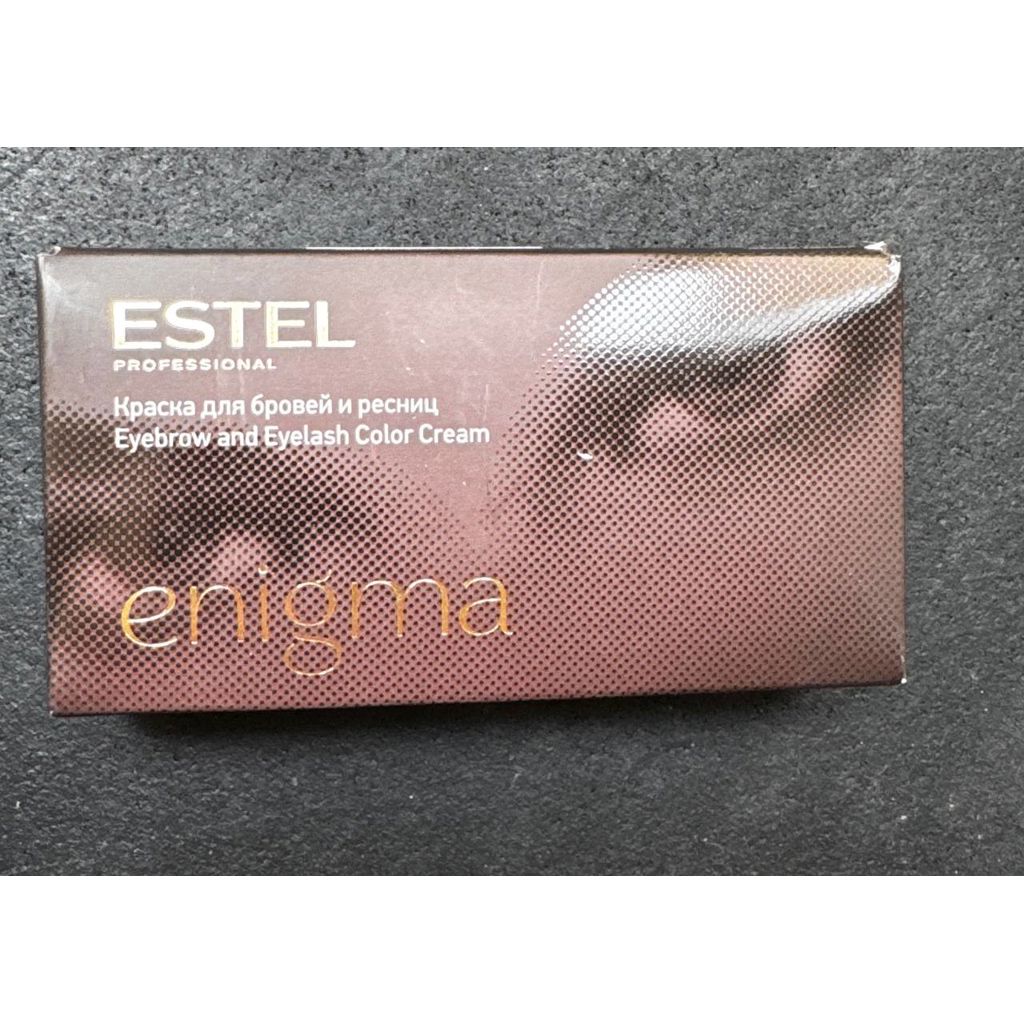 ESTEL
PROFESSIONAL
Краска для бровей и ресниц
Eyebrow and Eyelash Color Cream
enigma